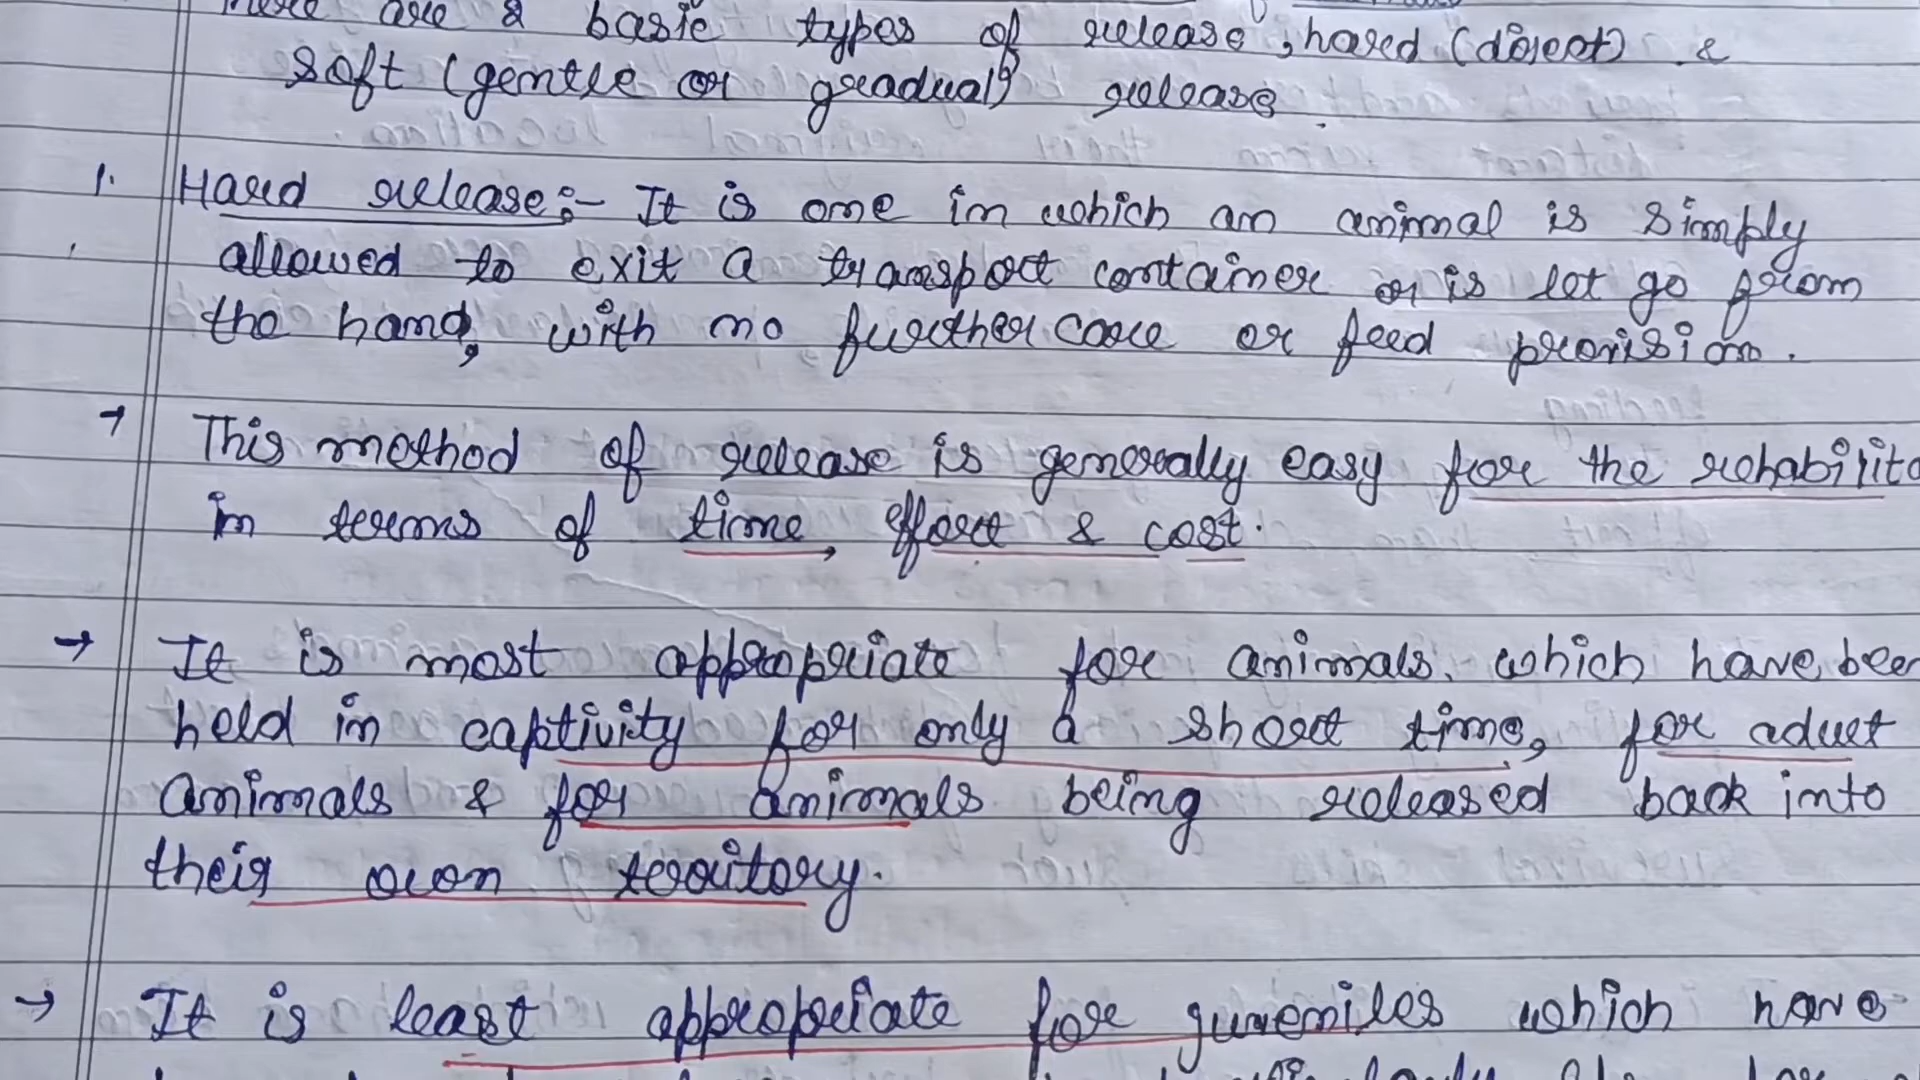 There are 2 basic types of release, hard (direct) &
soft (gentle or gradual) release
1. Hard release:- It is one in which an animal is simply
allowed to exit a transport container or is let go from
the hand, with no further care or feed provision.
→ This method of release is generally easy for the rehabilita
in terms of time, effort & cost.
→ It is most appropriate for animals, which have been
held in captivity for only a short time, for adult
animals & for animals being released back into
their own territory.
→ It is least appropriate for juveniles which have